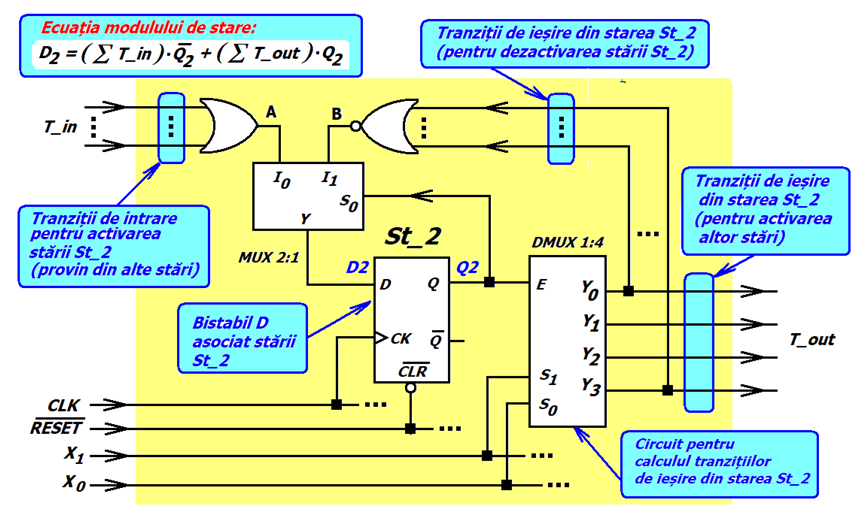 Ecuația modulului de stare:
D₂ = ( ∑ T_in )·Q̅₂ + ( ∑ T_out )·Q₂
Tranziții de ieșire din starea St_2
(pentru dezactivarea stării St_2)
T_in
A
B
I₀
I₁
S₀
Y
MUX 2:1
Tranziții de intrare
pentru activarea
stării St_2
(provin din alte stări)
Tranziții de ieșire
din starea St_2
(pentru activarea
altor stări)
St_2
DMUX 1:4
D2
Q2
D
Q
CK
Q̅
C̅L̅R̅
E
S₁
S₀
Y₀
Y₁
Y₂
Y₃
T_out
Bistabil D
asociat stării
St_2
CLK
R̅E̅S̅E̅T̅
X₁
X₀
Circuit pentru
calculul tranzițiilor
de ieșire din starea St_2